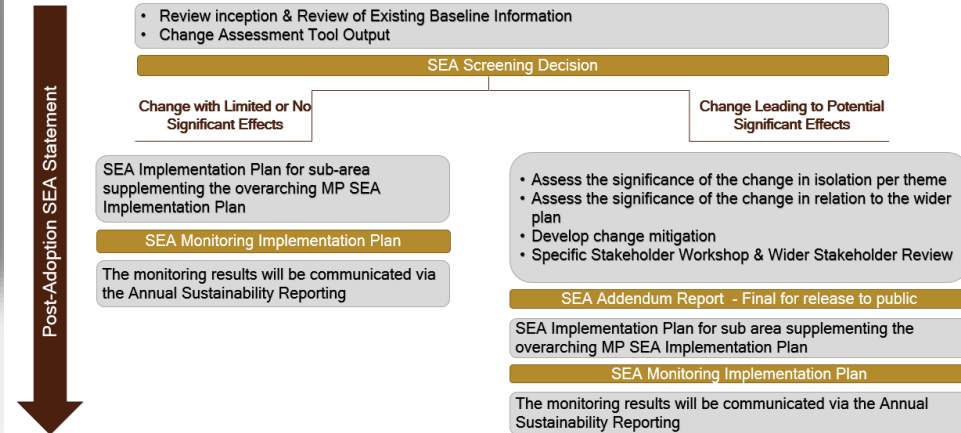 Post-Adoption SEA Statement
• Review inception & Review of Existing Baseline Information
• Change Assessment Tool Output
SEA Screening Decision
Change with Limited or No
Significant Effects
SEA Implementation Plan for sub-area
supplementing the overarching MP SEA
Implementation Plan
SEA Monitoring Implementation Plan
The monitoring results will be communicated via
the Annual Sustainability Reporting
Change Leading to Potential
Significant Effects
• Assess the significance of the change in isolation per theme
• Assess the significance of the change in relation to the wider
plan
• Develop change mitigation
• Specific Stakeholder Workshop & Wider Stakeholder Review
SEA Addendum Report - Final for release to public
SEA Implementation Plan for sub area supplementing the
overarching MP SEA Implementation Plan
SEA Monitoring Implementation Plan
The monitoring results will be communicated via the Annual
Sustainability Reporting